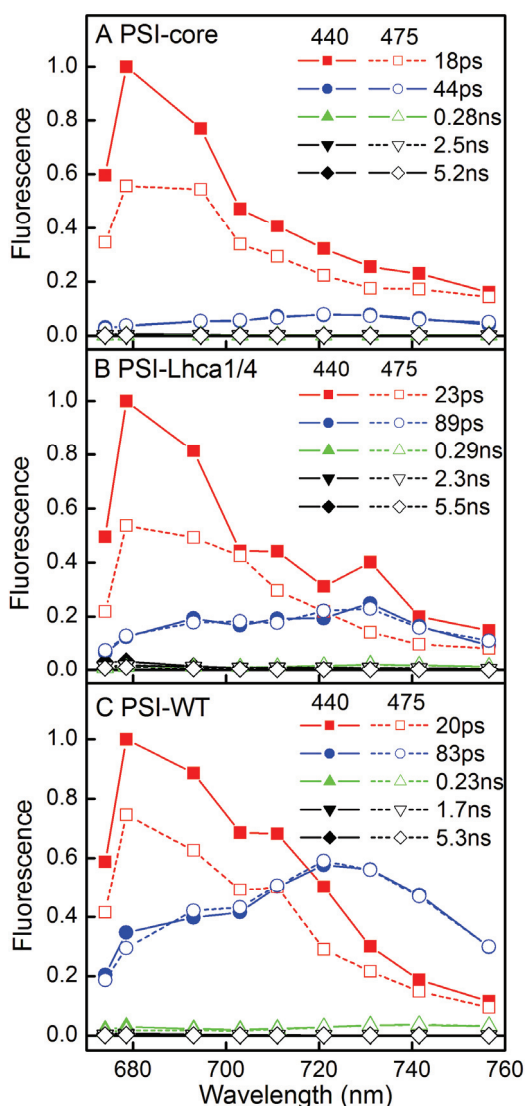 A PSI-core
440 475
18ps
44ps
0.28ns
2.5ns
5.2ns
1.0
0.8
0.6
0.4
0.2
0.0
Fluorescence
B PSI-Lhca1/4
440 475
23ps
89ps
0.29ns
2.3ns
5.5ns
1.0
0.8
0.6
0.4
0.2
0.0
Fluorescence
C PSI-WT
440 475
20ps
83ps
0.23ns
1.7ns
5.3ns
1.0
0.8
0.6
0.4
0.2
0.0
Fluorescence
680 700 720 740 760
Wavelength (nm)